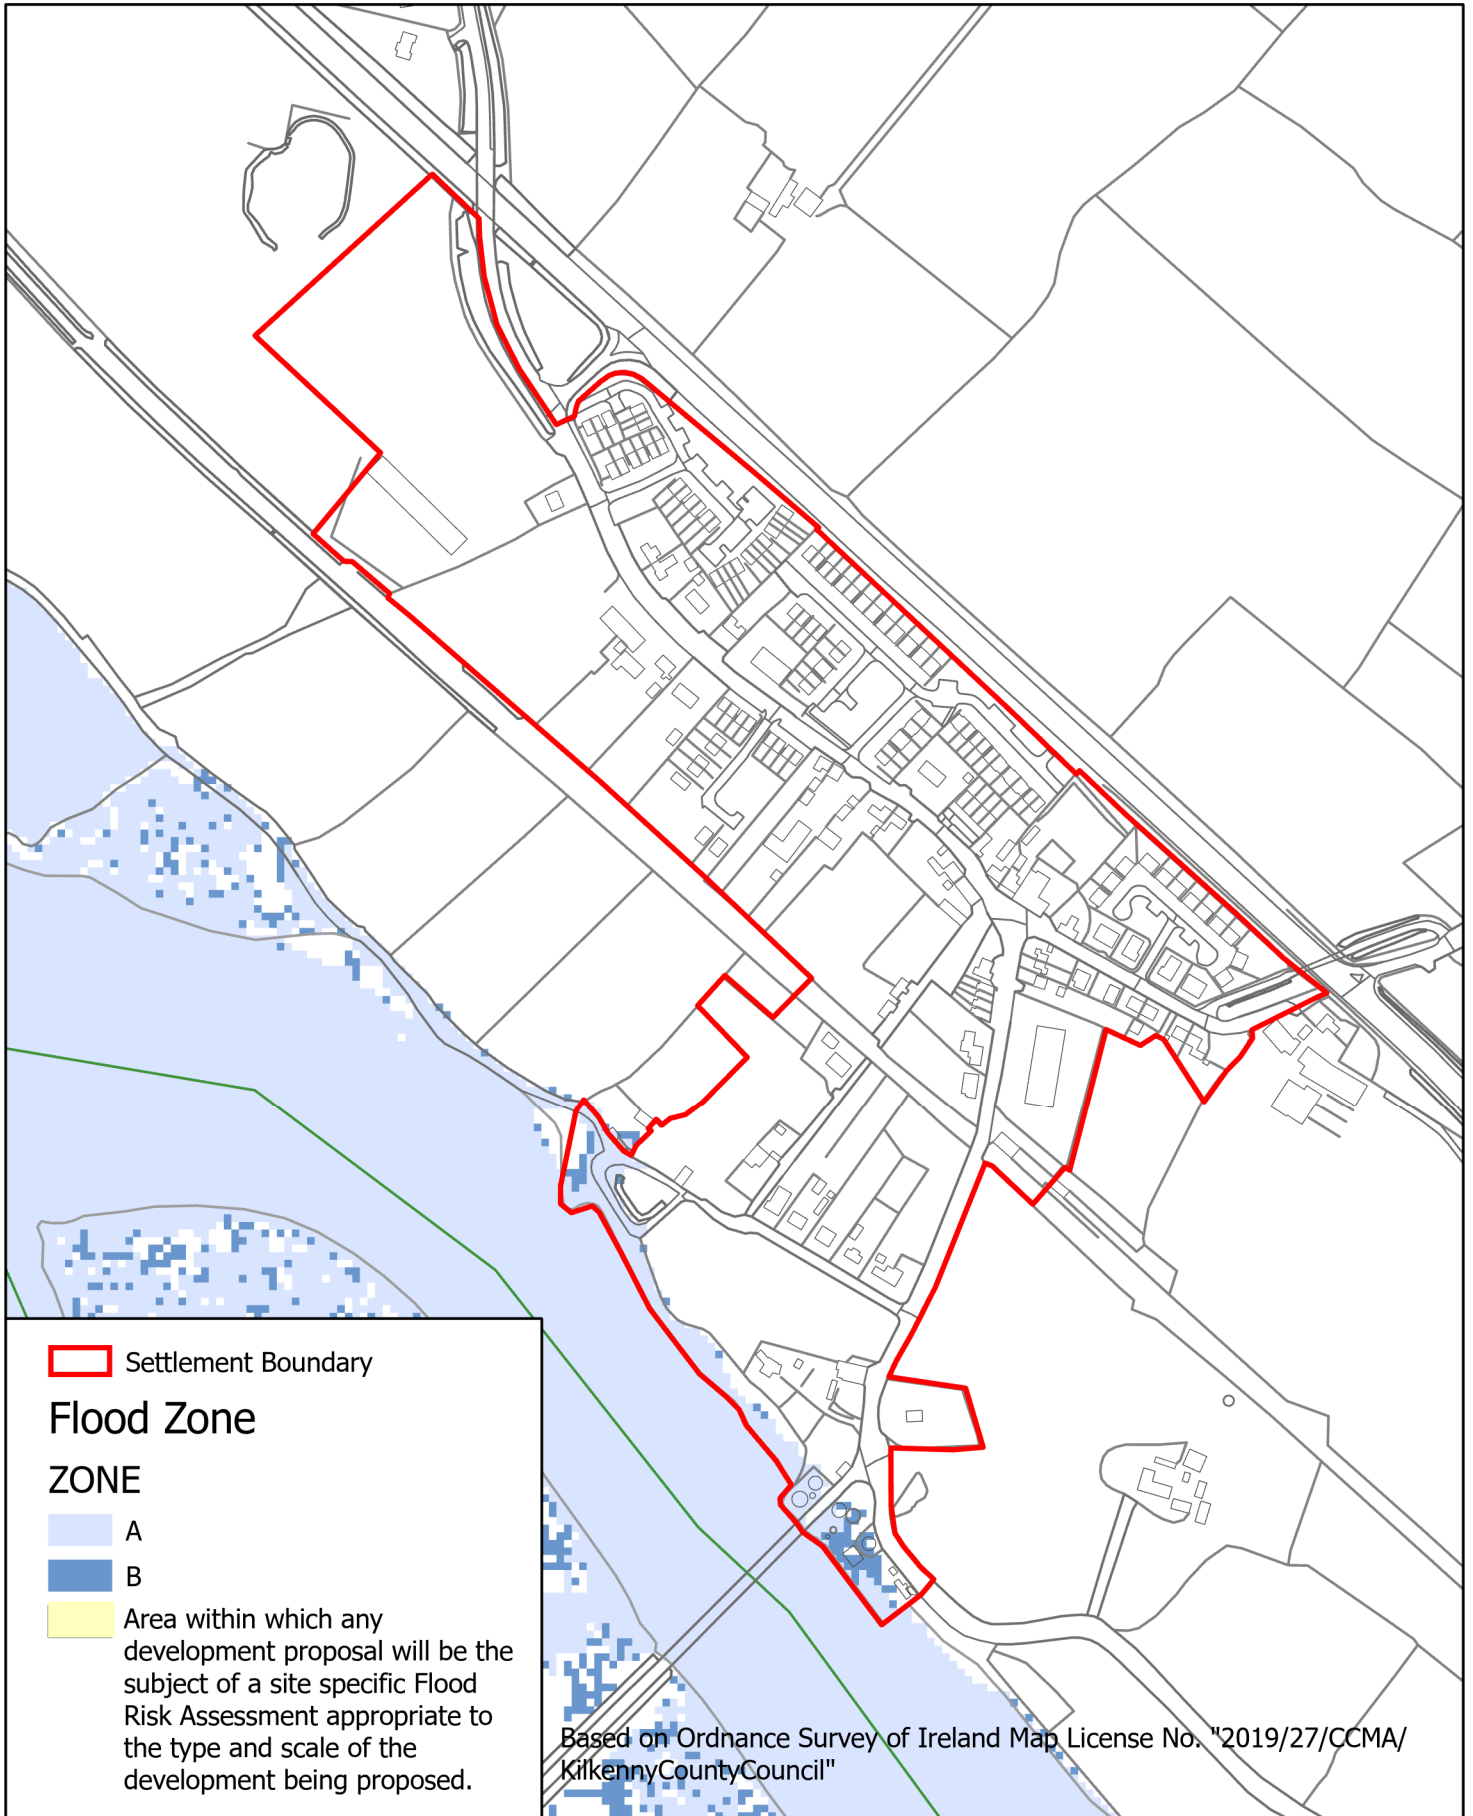 Settlement Boundary
Flood Zone
ZONE
A
B
Area within which any
development proposal will be the
subject of a site specific Flood
Risk Assessment appropriate to
the type and scale of the
development being proposed.
Based on Ordnance Survey of Ireland Map License No. "2019/27/CCMA/
KilkennyCountyCouncil"